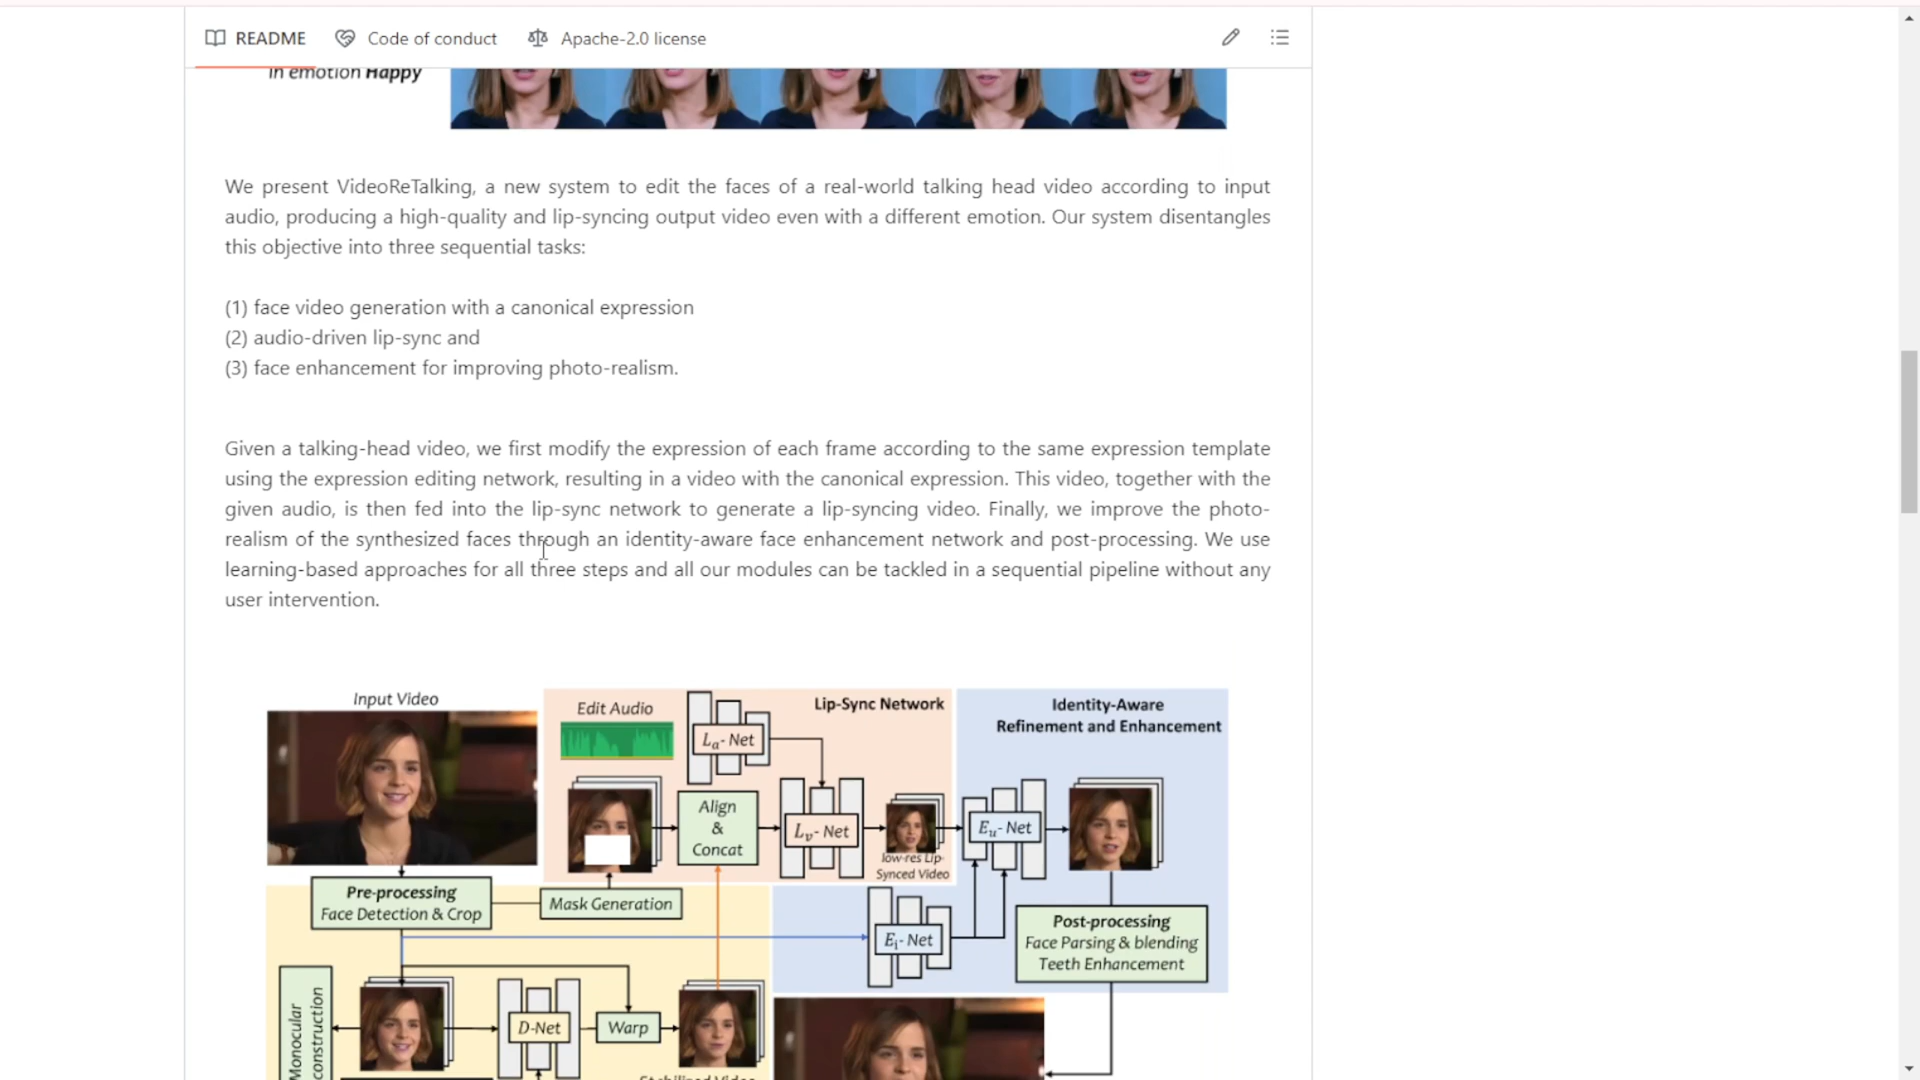 README
Code of conduct
Apache-2.0 license
in emotion Happy
We present VideoReTalking, a new system to edit the faces of a real-world talking head video according to input
audio, producing a high-quality and lip-syncing output video even with a different emotion. Our system disentangles
this objective into three sequential tasks:
(1) face video generation with a canonical expression
(2) audio-driven lip-sync and
(3) face enhancement for improving photo-realism.
Given a talking-head video, we first modify the expression of each frame according to the same expression template
using the expression editing network, resulting in a video with the canonical expression. This video, together with the
given audio, is then fed into the lip-sync network to generate a lip-syncing video. Finally, we improve the photo-
realism of the synthesized faces through an identity-aware face enhancement network and post-processing. We use
learning-based approaches for all three steps and all our modules can be tackled in a sequential pipeline without any
user intervention.
Input Video
Edit Audio
Lₐ- Net
Lip-Sync Network
Identity-Aware
Refinement and Enhancement
Align
&
Concat
Lᵥ- Net
low-res Lip-
Synced Video
Eᵤ- Net
Pre-processing
Face Detection & Crop
Mask Generation
Eᵢ- Net
Post-processing
Face Parsing & blending
Teeth Enhancement
Monocular
construction
D-Net
Warp
Stabilized Video